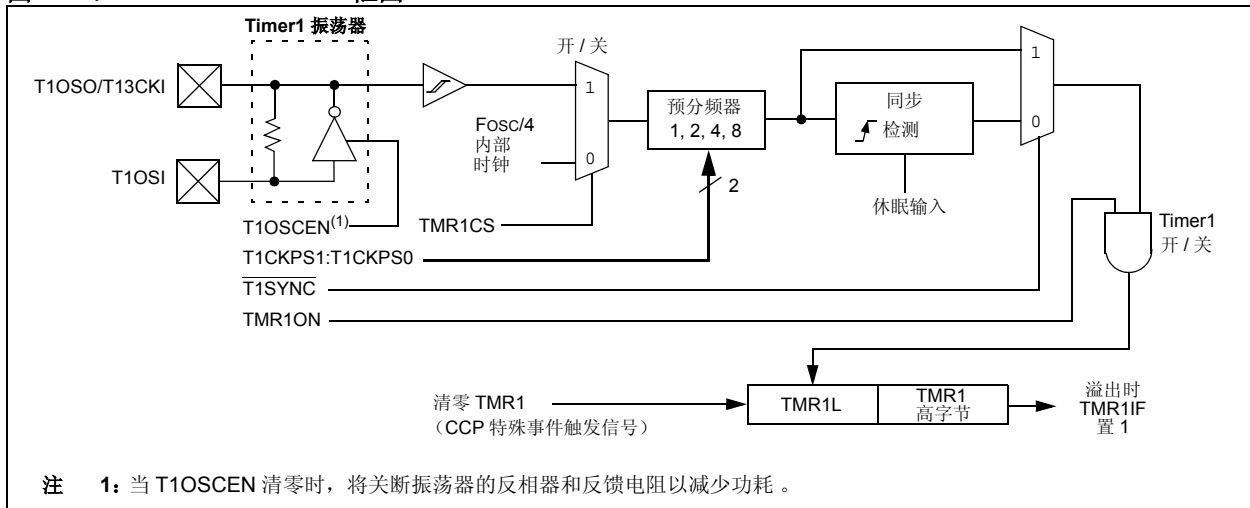 Timer1 振荡器
T1OSO/T13CKI
T1OSI
T1OSCEN(1)
开 / 关
1
FOSC/4
内部
时钟
0
TMR1CS
预分频器
1, 2, 4, 8
2
同步
检测
休眠输入
1
0
T1CKPS1:T1CKPS0
T1SYNC
TMR1ON
Timer1
开 / 关
清零 TMR1
（CCP 特殊事件触发信号）
TMR1L
TMR1
高字节
溢出时
TMR1IF
置 1
注 1: 当 T1OSCEN 清零时，将关断振荡器的反相器和反馈电阻以减少功耗 。